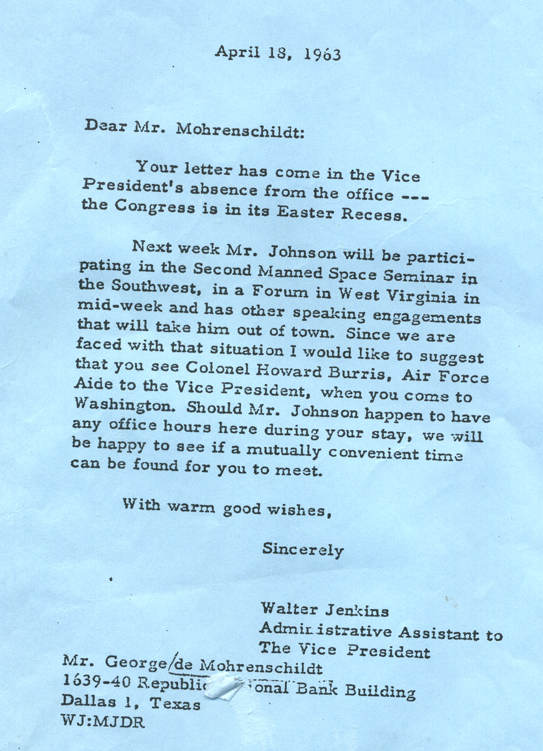 April 18, 1963
Dear Mr. Mohrenschildt:
Your letter has come in the Vice
President's absence from the office ---
the Congress is in its Easter Recess.
Next week Mr. Johnson will be partici-
pating in the Second Manned Space Seminar in
the Southwest, in a Forum in West Virginia in
mid-week and has other speaking engagements
that will take him out of town. Since we are
faced with that situation I would like to suggest
that you see Colonel Howard Burris, Air Force
Aide to the Vice President, when you come to
Washington. Should Mr. Johnson happen to have
any office hours here during your stay, we will
be happy to see if a mutually convenient time
can be found for you to meet.
With warm good wishes,
Sincerely
Walter Jenkins
Administrative Assistant to
The Vice President
Mr. George/de Mohrenschildt
1639-40 Republic Bank Building
Dallas 1, Texas
WJ:MJDR